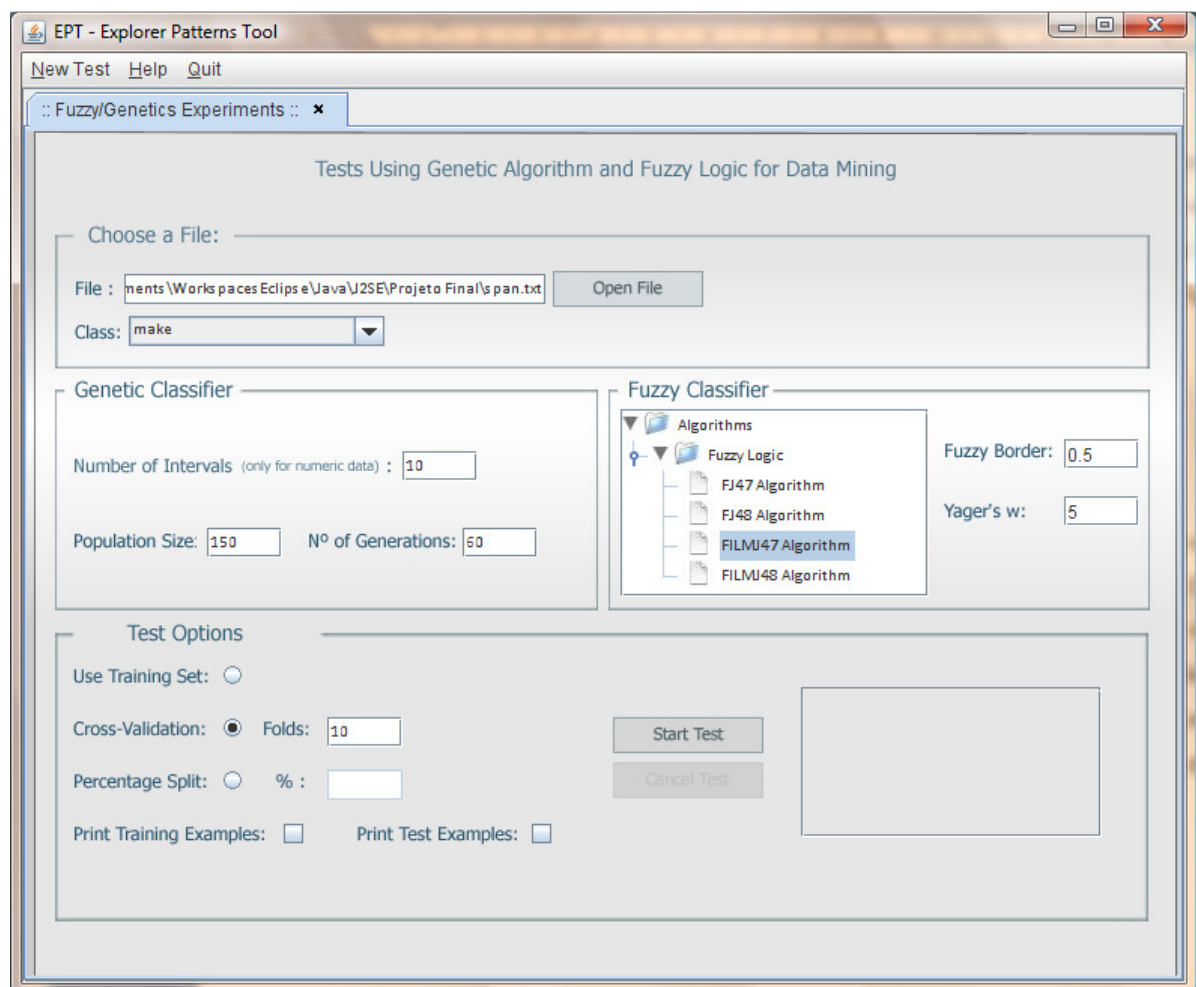 EPT - Explorer Patterns Tool
New Test Help Quit
:: Fuzzy/Genetics Experiments ::
Tests Using Genetic Algorithm and Fuzzy Logic for Data Mining
Choose a File:
File : ments\Workspaces Eclipse\Java\J2SE\Projeto Final\span.txt Open File
Class: make
Genetic Classifier
Number of Intervals (only for numeric data) : 10
Population Size: 150 Nº of Generations: 60
Fuzzy Classifier
Algorithms
Fuzzy Logic
FJ47 Algorithm
FJ48 Algorithm
FILMJ47 Algorithm
FILMJ48 Algorithm
Fuzzy Border: 0.5
Yager's w: 5
Test Options
Use Training Set:
Cross-Validation: Folds: 10
Percentage Split: % :
Print Training Examples: Print Test Examples:
Start Test
Cancel Test